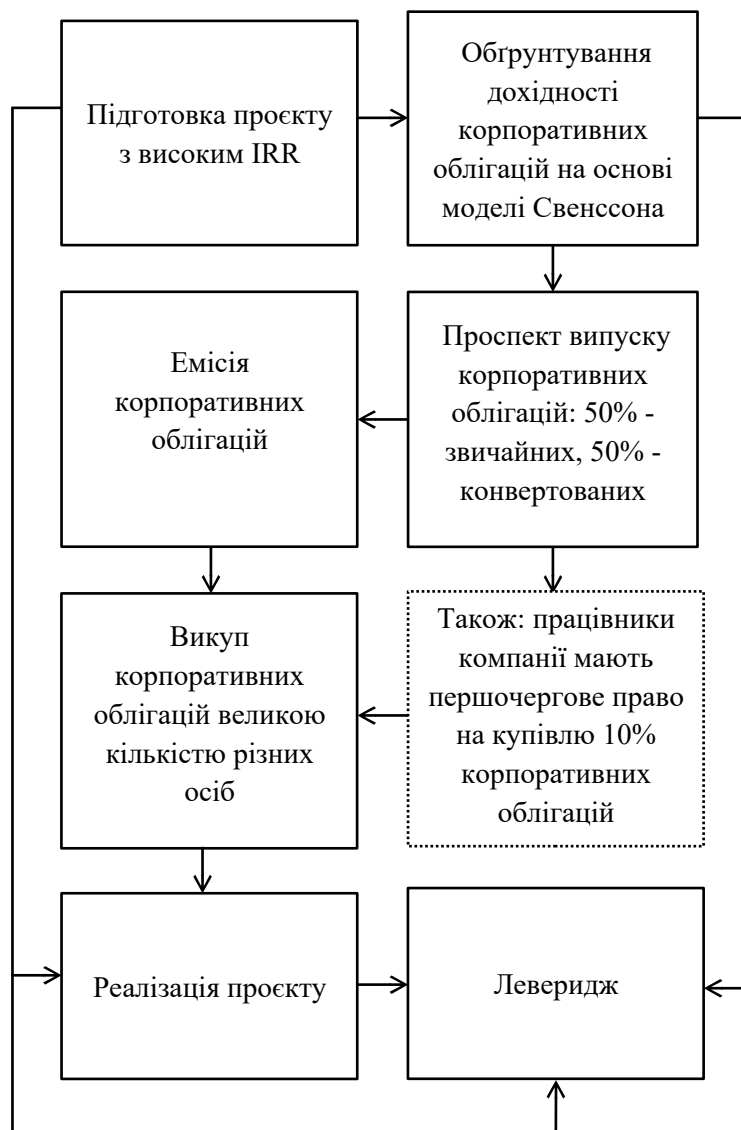 Підготовка проєкту
з високим IRR
Обґрунтування
дохідності
корпоративних
облігацій на основі
моделі Свенссона
Емісія
корпоративних
облігацій
Проспект випуску
корпоративних
облігацій: 50% -
звичайних, 50% -
конвертованих
Викуп
корпоративних
облігацій великою
кількістю різних
осіб
Також: працівники
компанії мають
першочергове право
на купівлю 10%
корпоративних
облігацій
Реалізація проєкту
Леверидж